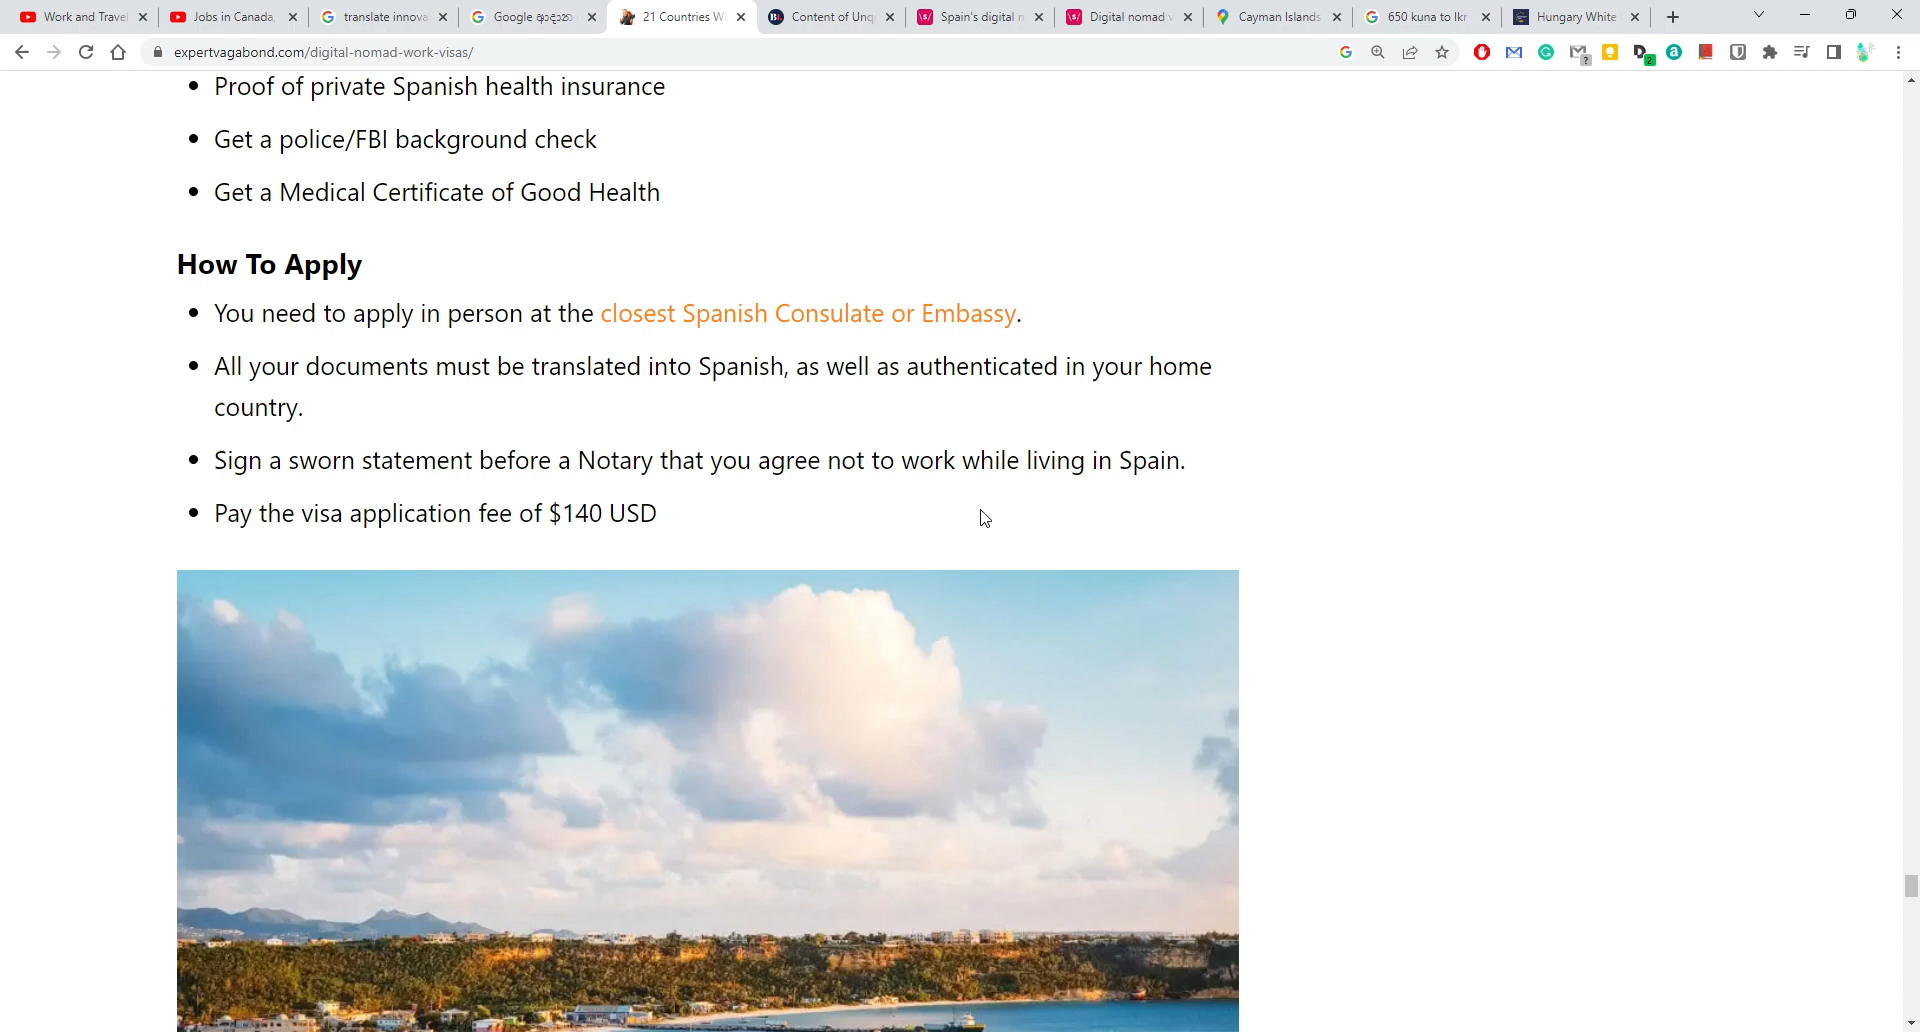 Work and Travel
Jobs in Canada,
translate innova
Google
21 Countries Wi
Content of Unq
Spain's digital n
Digital nomad v
Cayman Islands
650 kuna to lkr
Hungary White
expertvagabond.com/digital-nomad-work-visas/
2
Proof of private Spanish health insurance
Get a police/FBI background check
Get a Medical Certificate of Good Health
How To Apply
You need to apply in person at the closest Spanish Consulate or Embassy.
All your documents must be translated into Spanish, as well as authenticated in your home
country.
Sign a sworn statement before a Notary that you agree not to work while living in Spain.
Pay the visa application fee of $140 USD